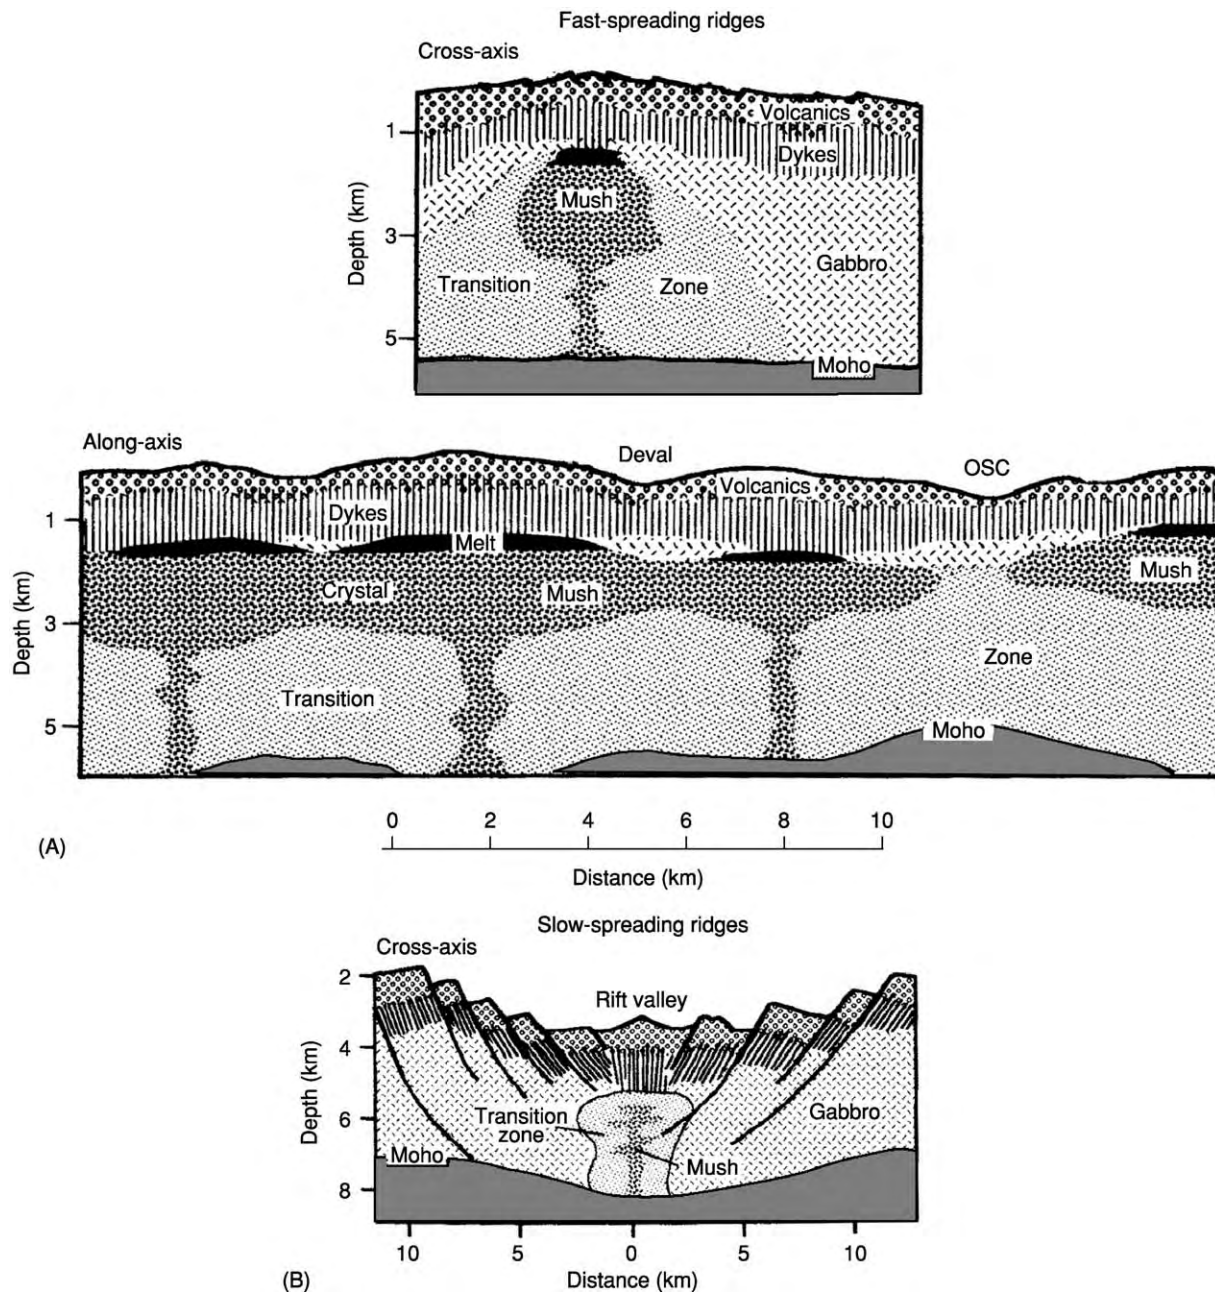 Fast-spreading ridges
Cross-axis
Volcanics
1
Dykes
Depth (km)
Mush
3
Gabbro
Transition
Zone
5
Moho
Along-axis
Deval
OSC
Volcanics
1
Dykes
Melt
Depth (km)
Crystal
Mush
Mush
3
Zone
Transition
5
Moho
0 2 4 6 8 10
(A)
Distance (km)
Slow-spreading ridges
Cross-axis
2
Rift valley
4
Depth (km)
Transition
zone
Gabbro
6
Moho
Mush
8
10 5 0 5 10
(B)
Distance (km)